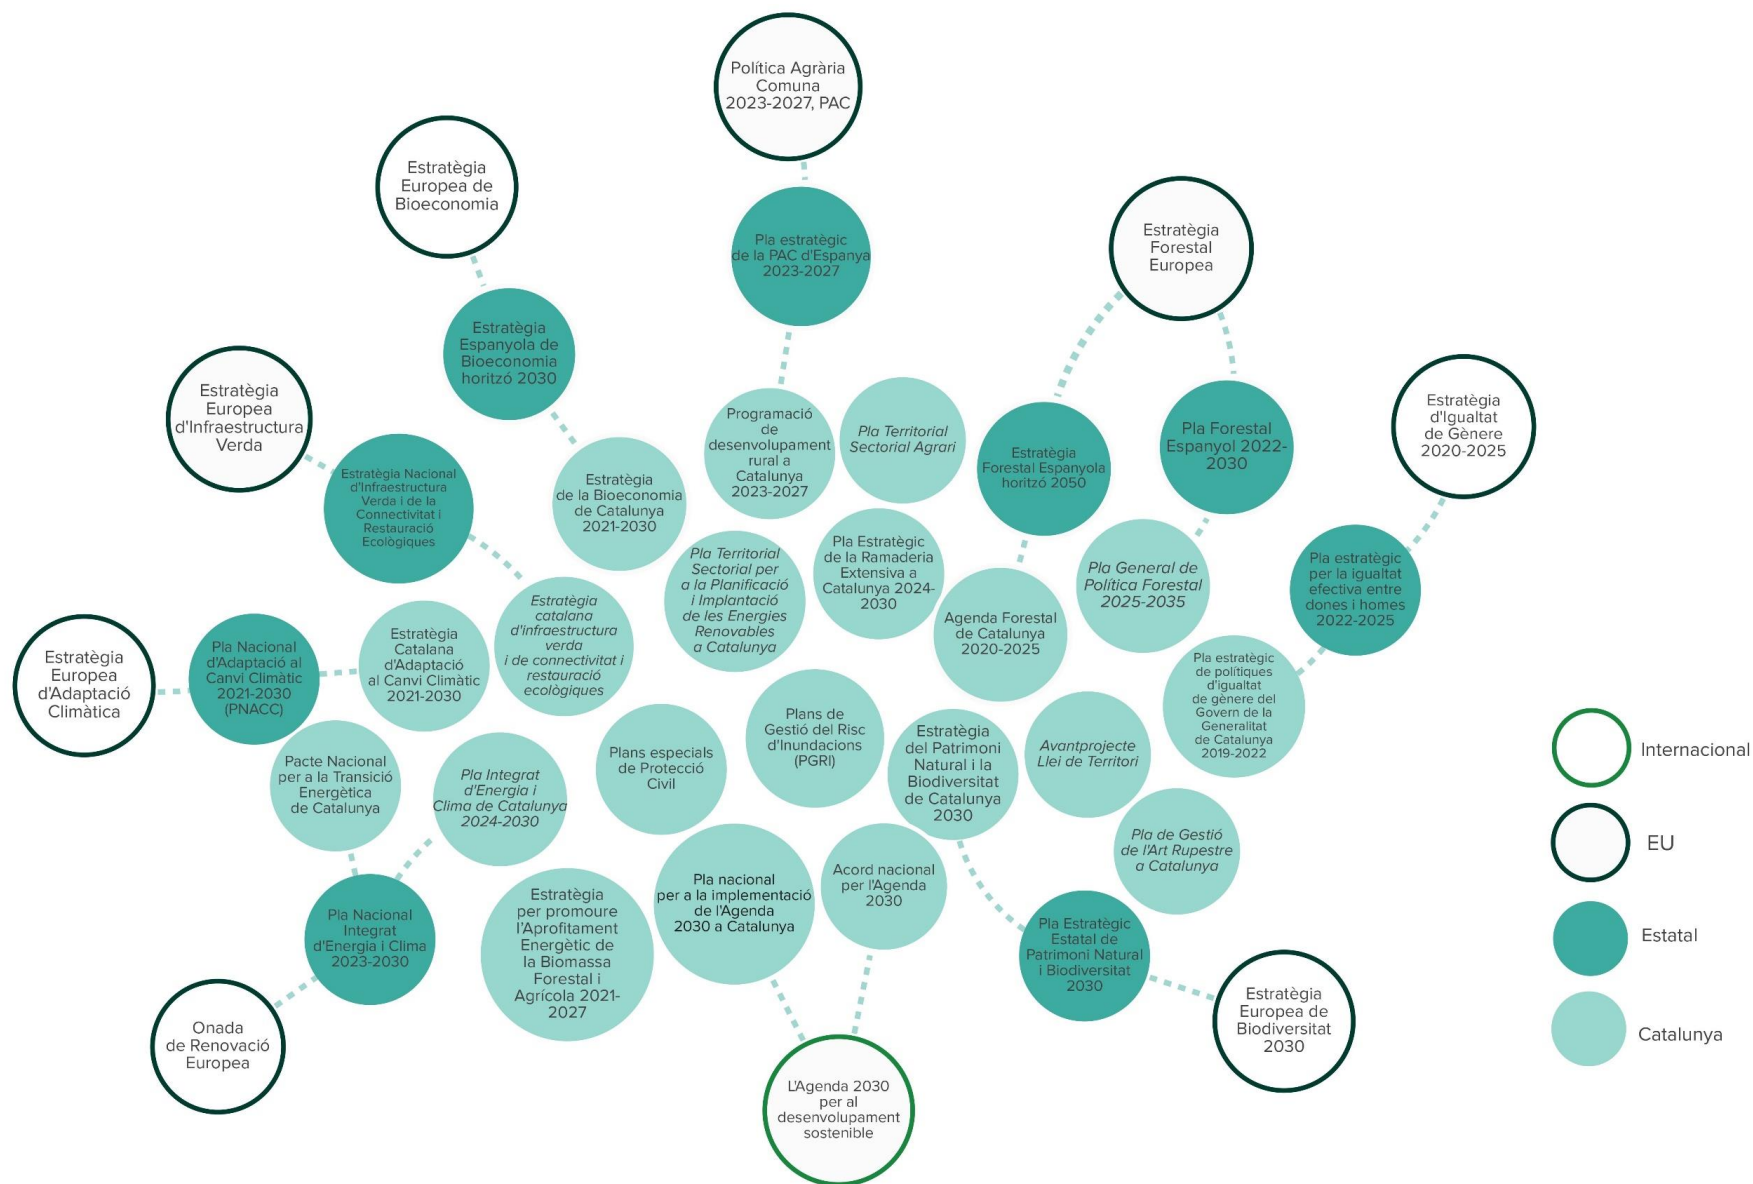 Política Agrària
Comuna
2023-2027, PAC
Estratègia
Europea de
Bioeconomia
Pla estratègic
de la PAC d'Espanya
2023-2027
Estratègia
Forestal
Europea
Estratègia
Espanyola de
Bioeconomia
horitzó 2030
Estratègia
Europea
d'Infraestructura
Verda
Estratègia
d'Igualtat
de Gènere
2020-2025
Programació
de
desenvolupament
rural a
Catalunya
2023-2027
Pla Territorial
Sectorial Agrari
Estratègia
Forestal Espanyola
horitzó 2050
Pla Forestal
Espanyol 2022-
2030
Estratègia Nacional
d'Infraestructura
Verda i de la
Connectivitat i
Restauració
Ecològiques
Estratègia
de la Bioeconomia
de Catalunya
2021-2030
Pla Territorial
Sectorial per
a la Planificació
i Implantació
de les Energies
Renovables
a Catalunya
Pla Estratègic
de la Ramaderia
Extensiva a
Catalunya 2024-
2030
Pla General de
Política Forestal
2025-2035
Pla estratègic
per la igualtat
efectiva entre
dones i homes
2022-2025
Agenda Forestal
de Catalunya
2020-2025
Estratègia
Europea
d'Adaptació
Climàtica
Pla Nacional
d'Adaptació al
Canvi Climàtic
2021-2030
(PNACC)
Estratègia
Catalana
d'Adaptació
al Canvi Climàtic
2021-2030
Estratègia
catalana
d'infraestructura
verda
i de connectivitat i
restauració
ecològiques
Pla estratègic
de polítiques
d'igualtat
de gènere del
Govern de la
Generalitat
de Catalunya
2019-2022
Plans de
Gestió del Risc
d'Inundacions
(PGRI)
Estratègia
del Patrimoni
Natural i la
Biodiversitat
de Catalunya
2030
Avantprojecte
Llei de Territori
Internacional
Pacte Nacional
per a la Transició
Energètica
de Catalunya
Pla Integrat
d'Energia i
Clima de Catalunya
2024-2030
Plans especials
de Protecció
Civil
Pla de Gestió
de l'Art Rupestre
a Catalunya
EU
Pla Nacional
Integrat
d'Energia i Clima
2023-2030
Estratègia
per promoure
l'Aprofitament
Energètic de
la Biomassa
Forestal i
Agrícola 2021-
2027
Pla nacional
per a la implementació
de l'Agenda
2030 a Catalunya
Acord nacional
per l'Agenda
2030
Pla Estratègic
Estatal de
Patrimoni Natural
i Biodiversitat
2030
Estatal
Onada
de Renovació
Europea
Estratègia
Europea de
Biodiversitat
2030
Catalunya
L'Agenda 2030
per al
desenvolupament
sostenible